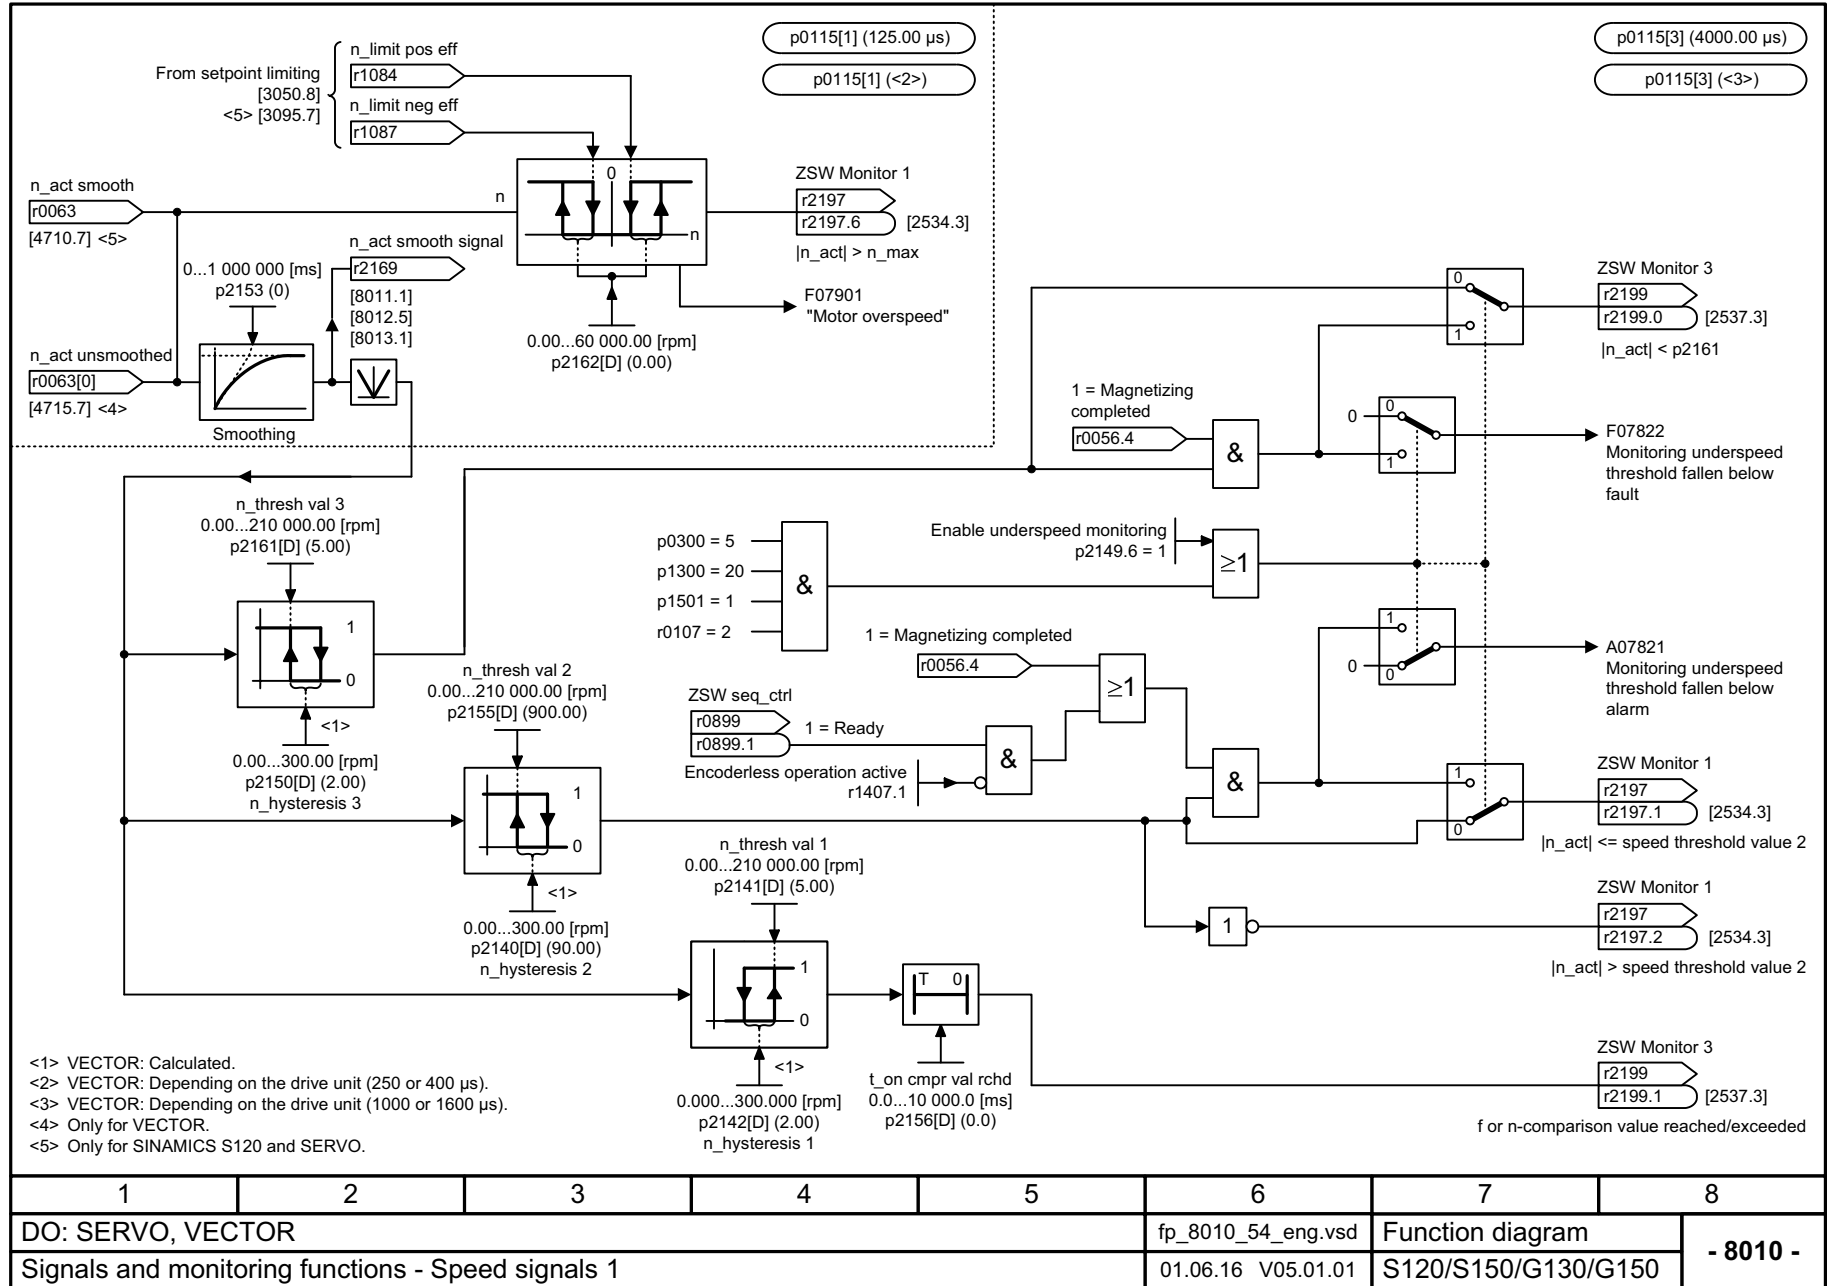 p0115[1] (125.00 µs)
p0115[1] (<2>)
p0115[3] (4000.00 µs)
p0115[3] (<3>)
From setpoint limiting
[3050.8]
<5> [3095.7]
n_limit pos eff
r1084
n_limit neg eff
r1087
n_act smooth
r0063
[4710.7] <5>
n
0
n
ZSW Monitor 1
r2197
r2197.6
[2534.3]
|n_act| > n_max
F07901
"Motor overspeed"
0.00...60 000.00 [rpm]
p2162[D] (0.00)
0...1 000 000 [ms]
p2153 (0)
n_act smooth signal
r2169
[8011.1]
[8012.5]
[8013.1]
n_act unsmoothed
r0063[0]
[4715.7] <4>
Smoothing
0
1
ZSW Monitor 3
r2199
r2199.0
[2537.3]
|n_act| < p2161
1 = Magnetizing
completed
r0056.4
&
0
0
1
F07822
Monitoring underspeed
threshold fallen below
fault
n_thresh val 3
0.00...210 000.00 [rpm]
p2161[D] (5.00)
1
0
<1>
0.00...300.00 [rpm]
p2150[D] (2.00)
n_hysteresis 3
p0300 = 5
p1300 = 20
p1501 = 1
r0107 = 2
&
Enable underspeed monitoring
p2149.6 = 1
≥1
1 = Magnetizing completed
r0056.4
≥1
1
0
0
A07821
Monitoring underspeed
threshold fallen below
alarm
n_thresh val 2
0.00...210 000.00 [rpm]
p2155[D] (900.00)
1
0
<1>
0.00...300.00 [rpm]
p2140[D] (90.00)
n_hysteresis 2
ZSW seq_ctrl
r0899
r0899.1
1 = Ready
Encoderless operation active
r1407.1
&
&
1
0
ZSW Monitor 1
r2197
r2197.1
[2534.3]
|n_act| <= speed threshold value 2
n_thresh val 1
0.00...210 000.00 [rpm]
p2141[D] (5.00)
1
0
<1>
0.000...300.000 [rpm]
p2142[D] (2.00)
n_hysteresis 1
1
ZSW Monitor 1
r2197
r2197.2
[2534.3]
|n_act| > speed threshold value 2
T 0
t_on cmpr val rchd
0.0...10 000.0 [ms]
p2156[D] (0.0)
ZSW Monitor 3
r2199
r2199.1
[2537.3]
f or n-comparison value reached/exceeded
<1> VECTOR: Calculated.
<2> VECTOR: Depending on the drive unit (250 or 400 µs).
<3> VECTOR: Depending on the drive unit (1000 or 1600 µs).
<4> Only for VECTOR.
<5> Only for SINAMICS S120 and SERVO.
1 2 3 4 5 6 7 8
DO: SERVO, VECTOR
fp_8010_54_eng.vsd
Function diagram
- 8010 -
Signals and monitoring functions - Speed signals 1
01.06.16 V05.01.01
S120/S150/G130/G150